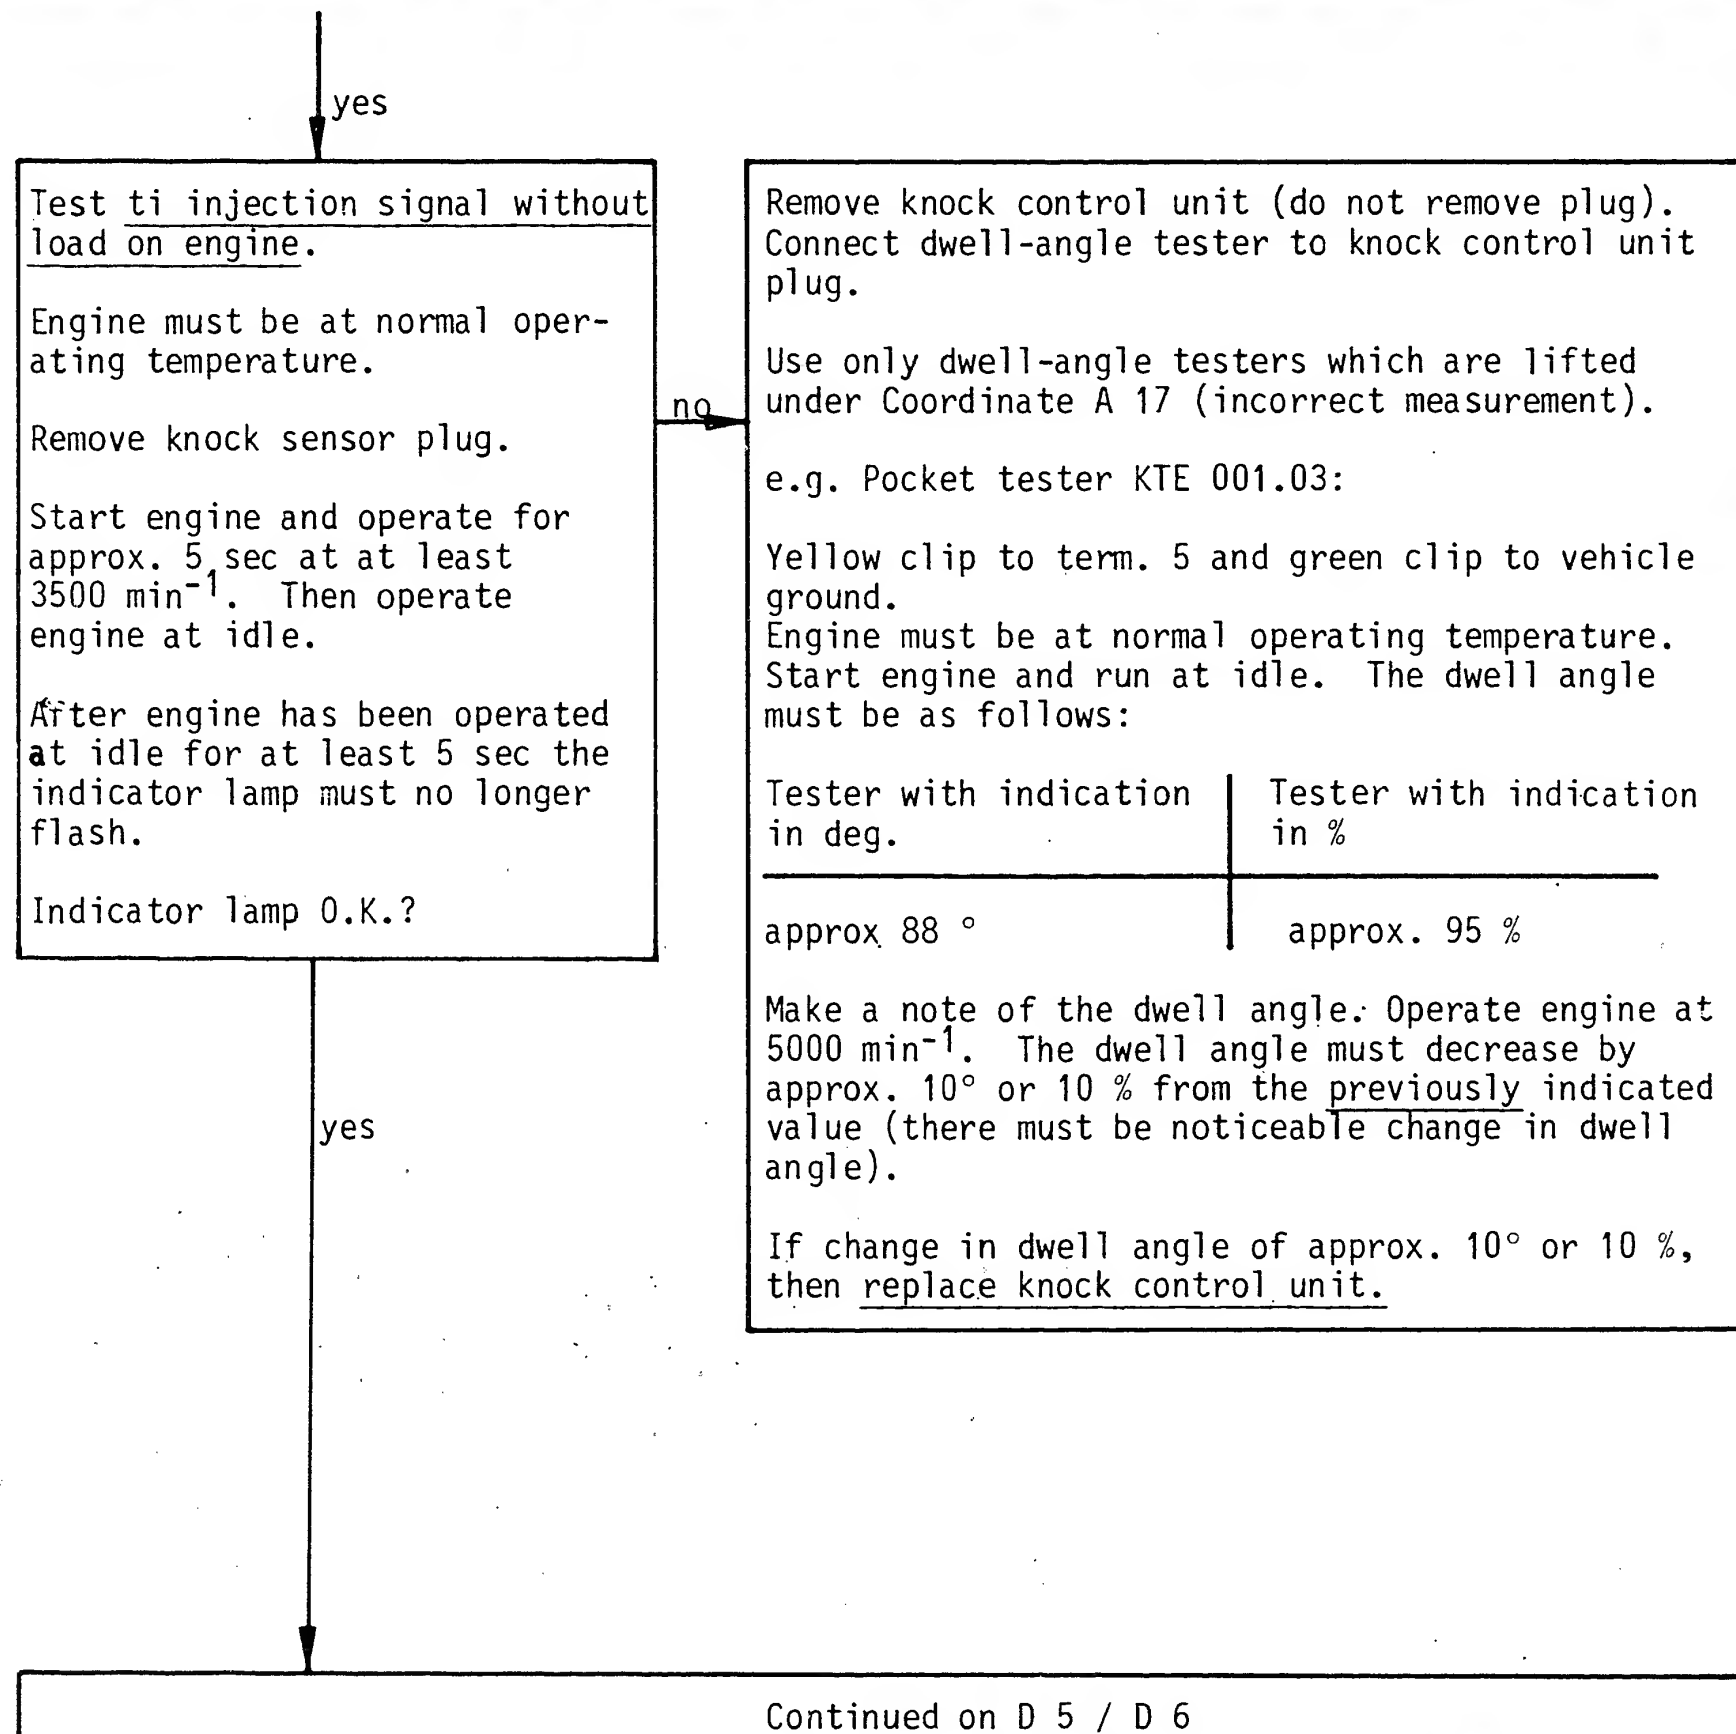 yes
Test ti injection signal without
load on engine.
Engine must be at normal oper-
ating temperature.
Remove knock sensor plug.
Start engine and operate for
approx. 5 sec at at least
3500 min⁻¹. Then operate
engine at idle.
After engine has been operated
at idle for at least 5 sec the
indicator lamp must no longer
flash.
Indicator lamp O.K.?
no
Remove knock control unit (do not remove plug).
Connect dwell-angle tester to knock control unit
plug.
Use only dwell-angle testers which are lifted
under Coordinate A 17 (incorrect measurement).
e.g. Pocket tester KTE 001.03:
Yellow clip to term. 5 and green clip to vehicle
ground.
Engine must be at normal operating temperature.
Start engine and run at idle. The dwell angle
must be as follows:
Tester with indication
in deg.
Tester with indication
in %
approx. 88 °
approx. 95 %
Make a note of the dwell angle. Operate engine at
5000 min⁻¹. The dwell angle must decrease by
approx. 10° or 10 % from the previously indicated
value (there must be noticeable change in dwell
angle).
If change in dwell angle of approx. 10° or 10 %,
then replace knock control unit.
yes
Continued on D 5 / D 6